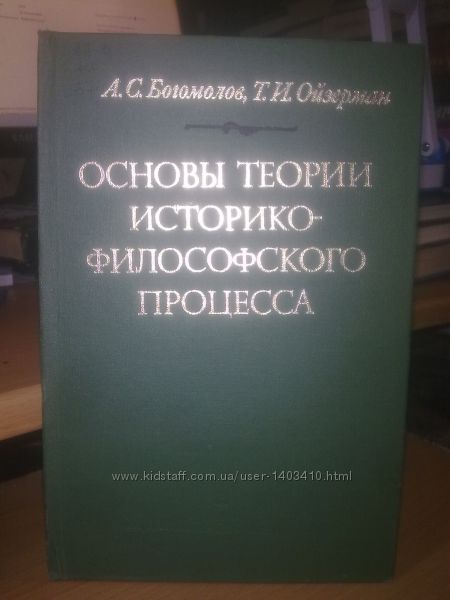 А.С.Богомолов, Т.И.Ойзерман
ОСНОВЫ ТЕОРИИ
ИСТОРИКО-
ФИЛОСОФСКОГО
ПРОЦЕССА
www.kidstaff.com.ua/user-1403410.html